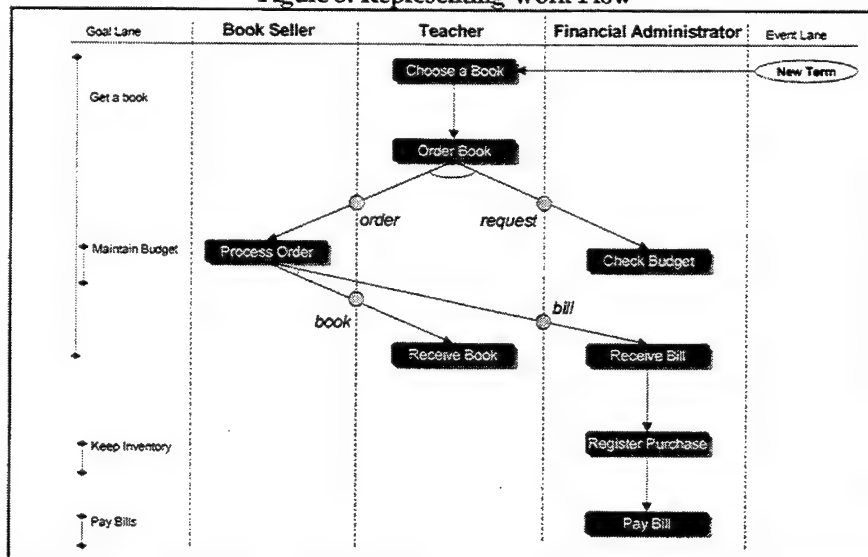 Figure 3: Representing Work Flow
Goal Lane Book Seller Teacher Financial Administrator Event Lane
Choose a Book New Term
Get a book
Order Book
order request
Maintain Budget Process Order Check Budget
book bill
Receive Book Receive Bill
Keep Inventory Register Purchase
Pay Bills Pay Bill